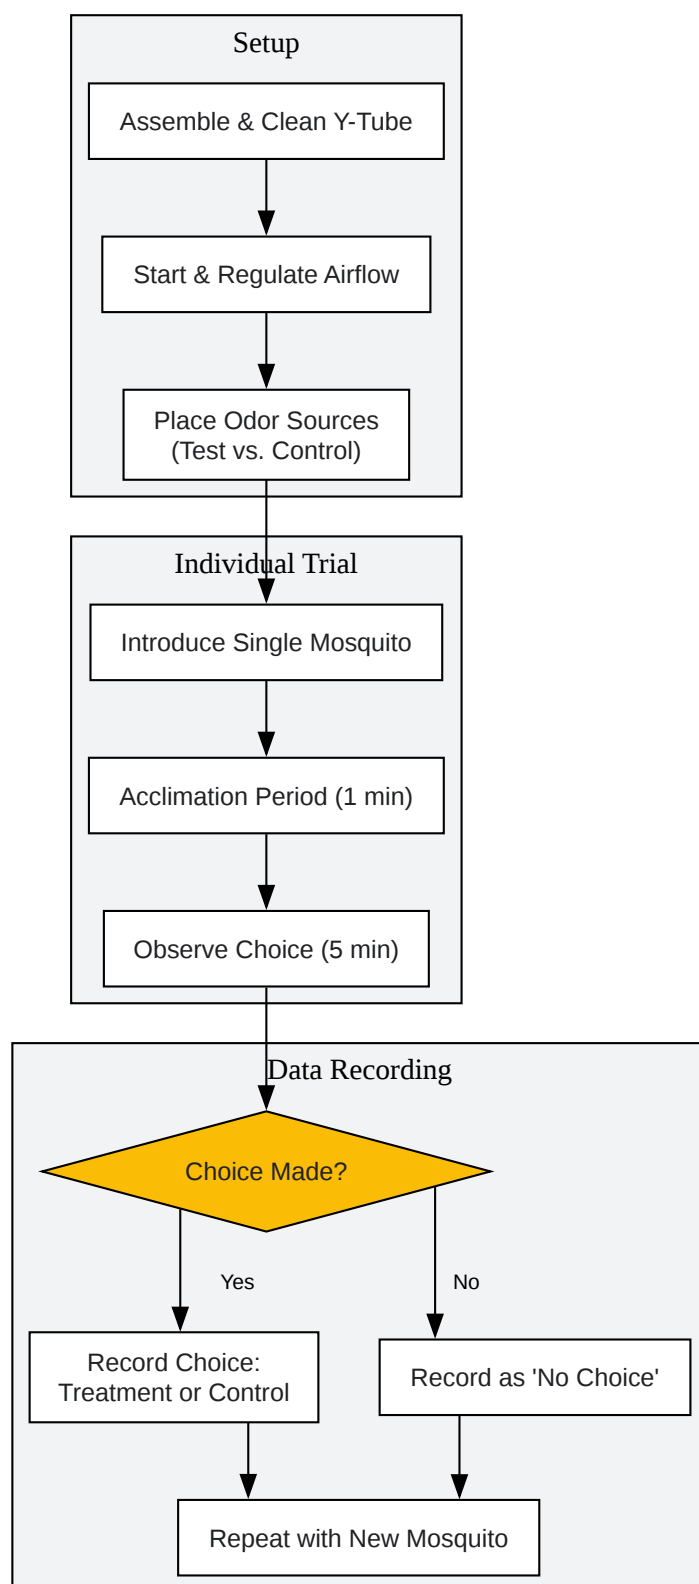 Setup
Assemble & Clean Y-Tube
Start & Regulate Airflow
Place Odor Sources
(Test vs. Control)
Individual Trial
Introduce Single Mosquito
Acclimation Period (1 min)
Observe Choice (5 min)
Data Recording
Choice Made?
Yes
No
Record Choice:
Treatment or Control
Record as 'No Choice'
Repeat with New Mosquito